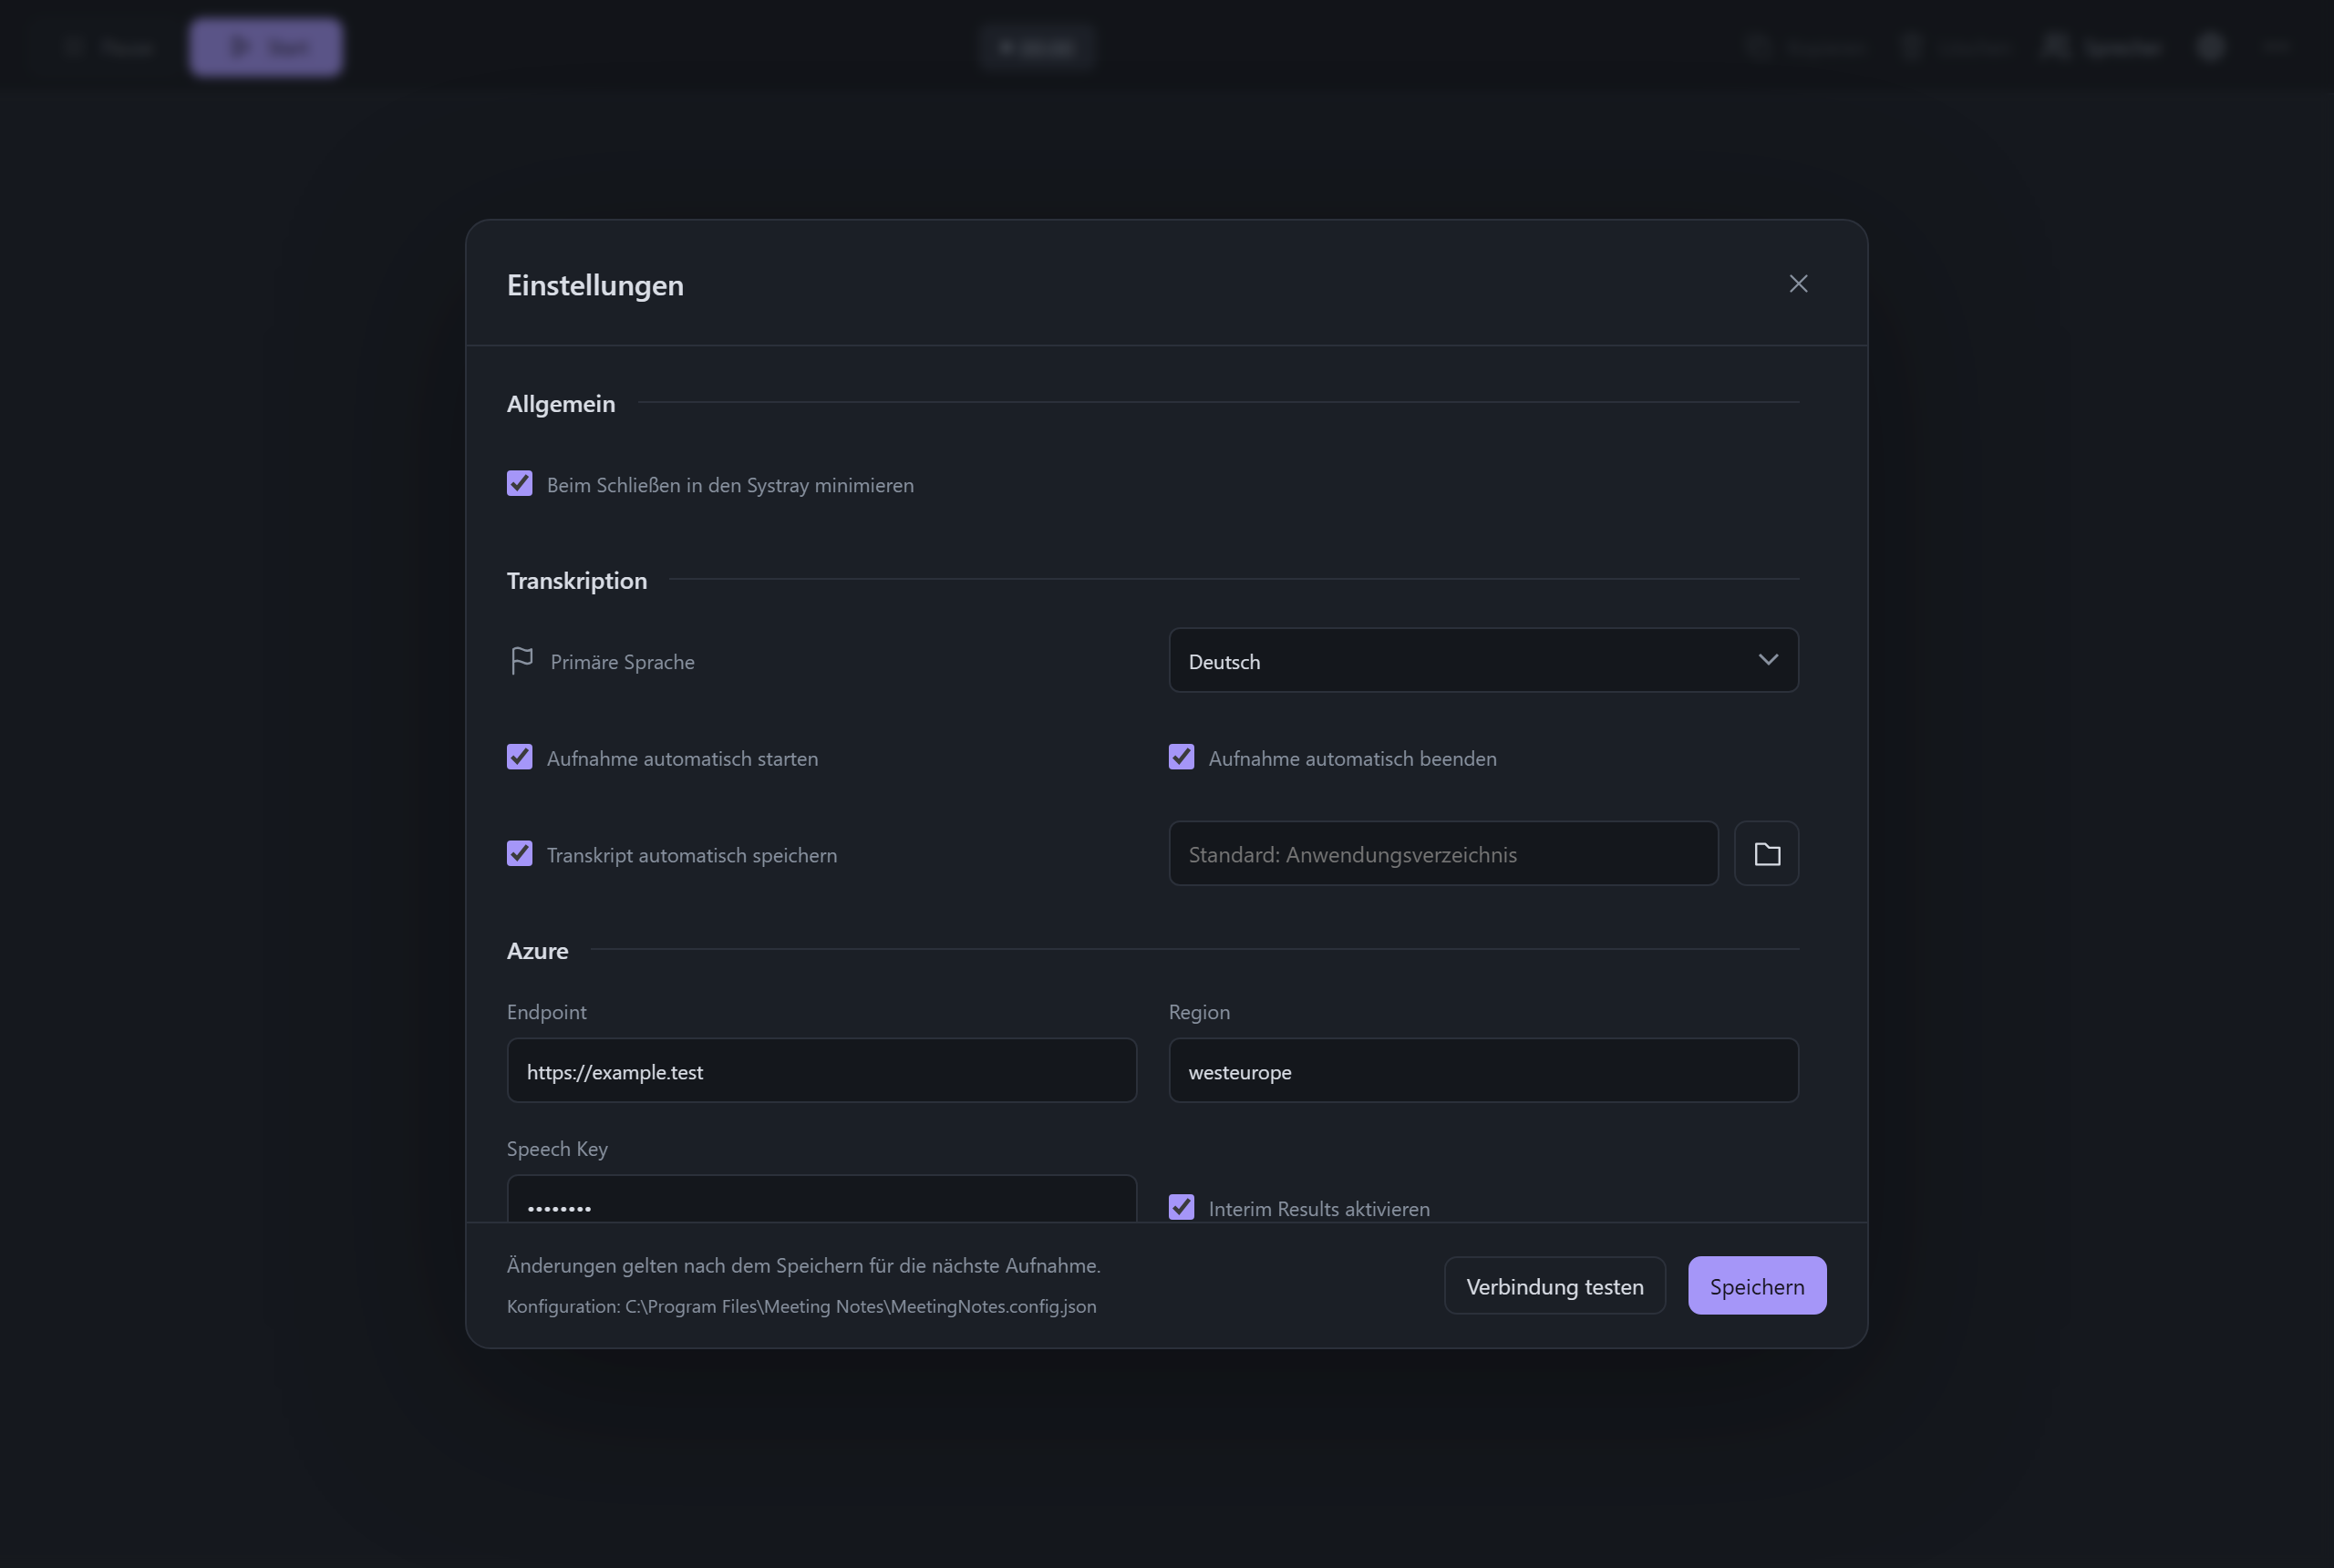 Einstellungen
Allgemein
Beim Schließen in den Systray minimieren
Transkription
Primäre Sprache
Deutsch
Aufnahme automatisch starten
Aufnahme automatisch beenden
Transkript automatisch speichern
Standard: Anwendungsverzeichnis
Azure
Endpoint
Region
https://example.test
westeurope
Speech Key
••••••••
Interim Results aktivieren
Änderungen gelten nach dem Speichern für die nächste Aufnahme.
Konfiguration: C:\Program Files\Meeting Notes\MeetingNotes.config.json
Verbindung testen
Speichern